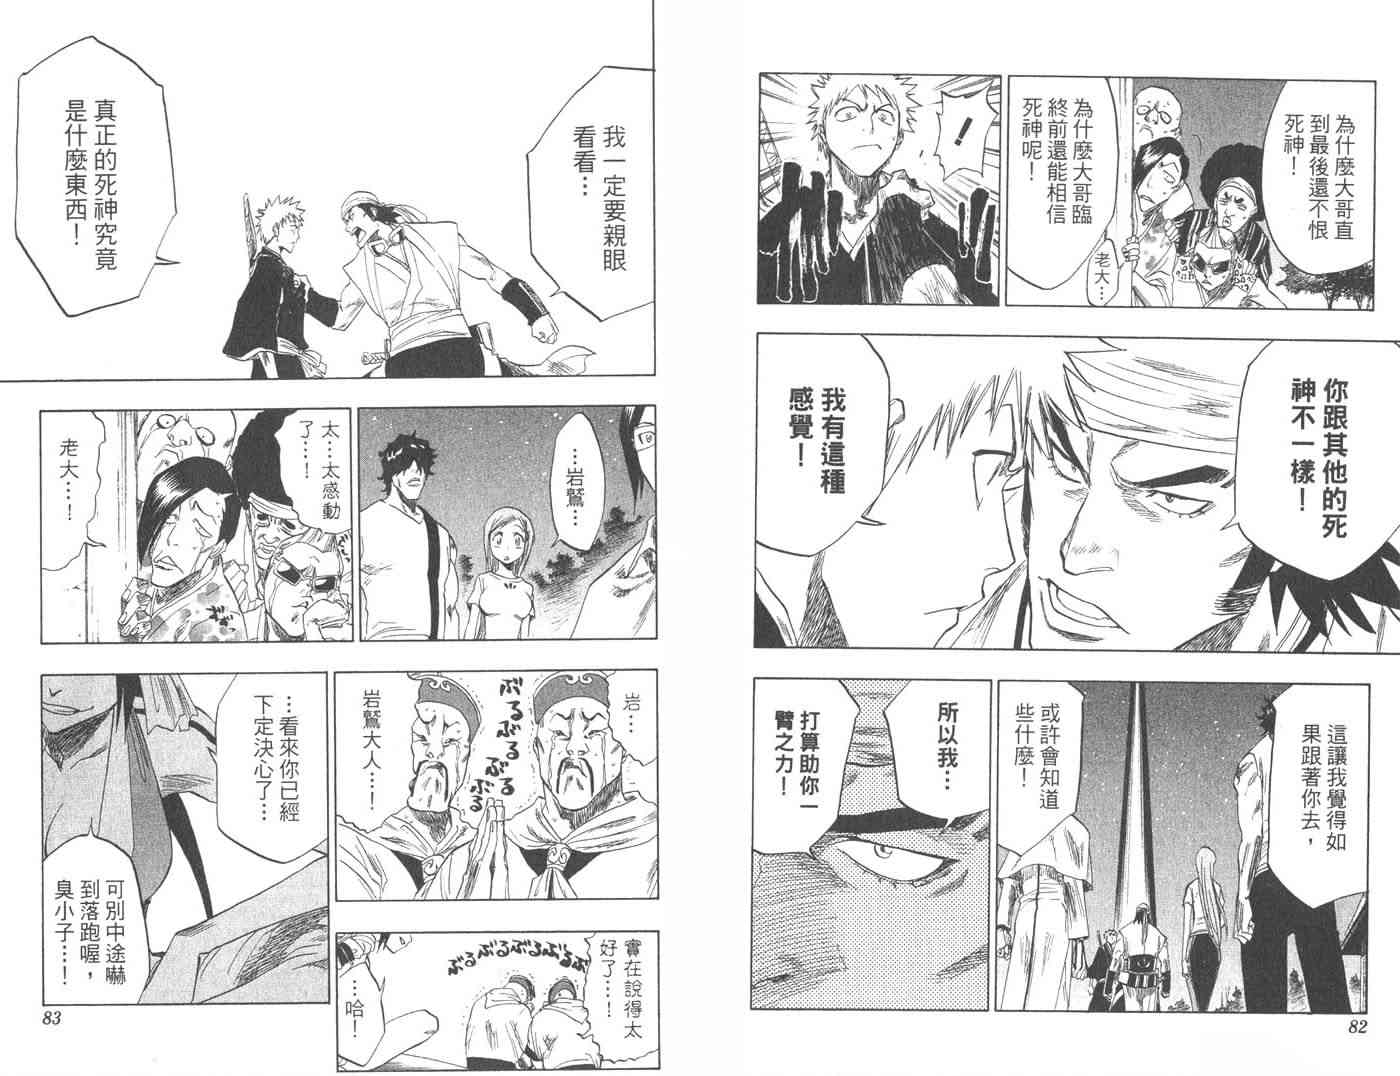 為什麼大哥直
到最後還不恨
死神！
為什麼大哥臨
終前還能相信
死神呢！
老大…
！
你跟其他的死
神不一樣！
我有這種
感覺！
這讓我覺得如
果跟著你去，
或許會知道
些什麼！
所以我…
打算助你一
臂之力！
82
我一定要親眼
看看…
真正的死神究竟
是什麼東西！
…岩鷲…
太…太感動
了…！
老大…！
岩…
ぶるぶるぶる
岩鷲大人…！
實在說得太
好了…！
ぶるぶるぶるぶる
…哈！
…看來你已經
下定決心了…
可別中途嚇
到落跑喔，
臭小子…！
83